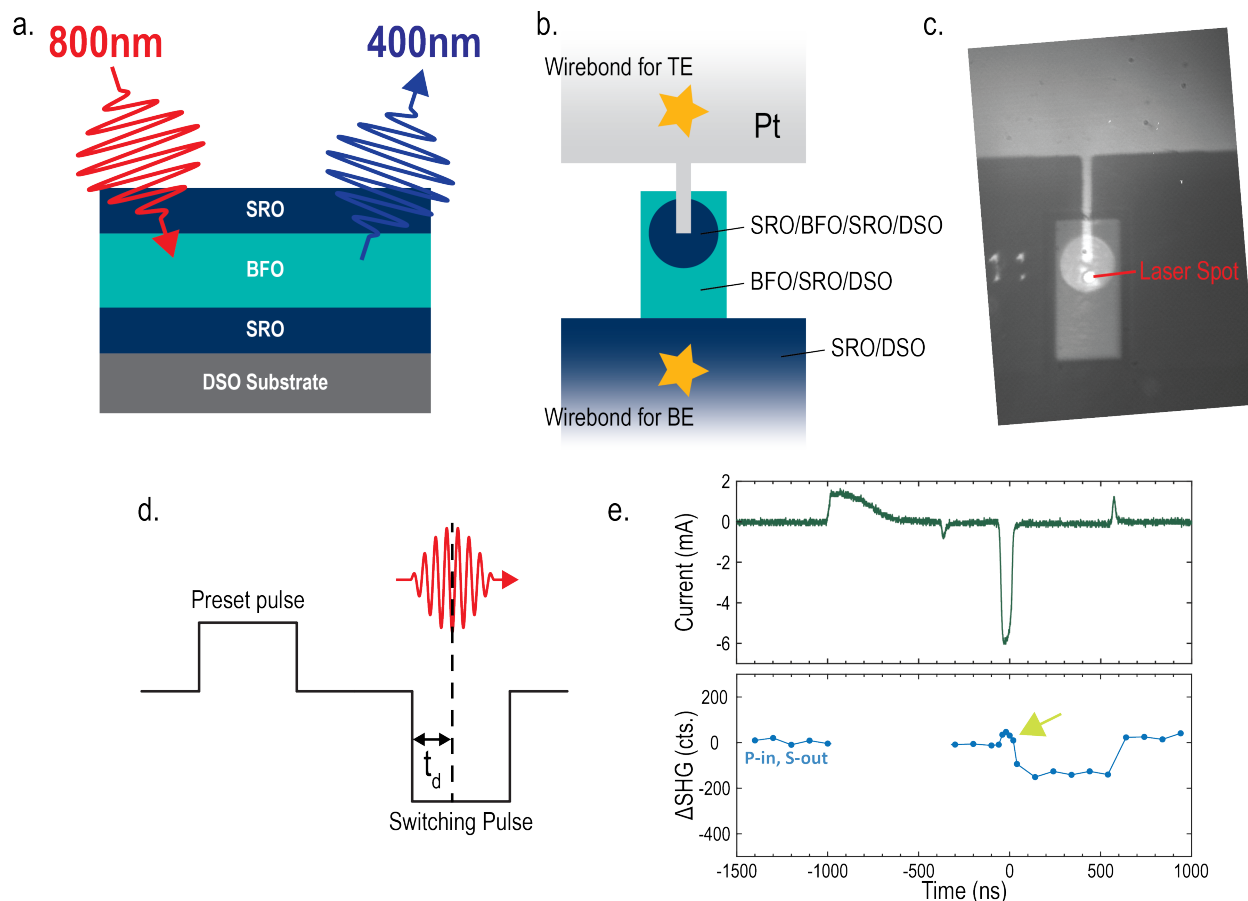 a.
800nm
400nm
SRO
BFO
SRO
DSO Substrate
b.
Wirebond for TE
Pt
SRO/BFO/SRO/DSO
BFO/SRO/DSO
SRO/DSO
Wirebond for BE
c.
Laser Spot
d.
Preset pulse
td
Switching Pulse
e.
Current (mA)
2
0
-2
-4
-6
ΔSHG (cts.)
200
0
-200
-400
P-in, S-out
-1500
-1000
-500
0
500
1000
Time (ns)